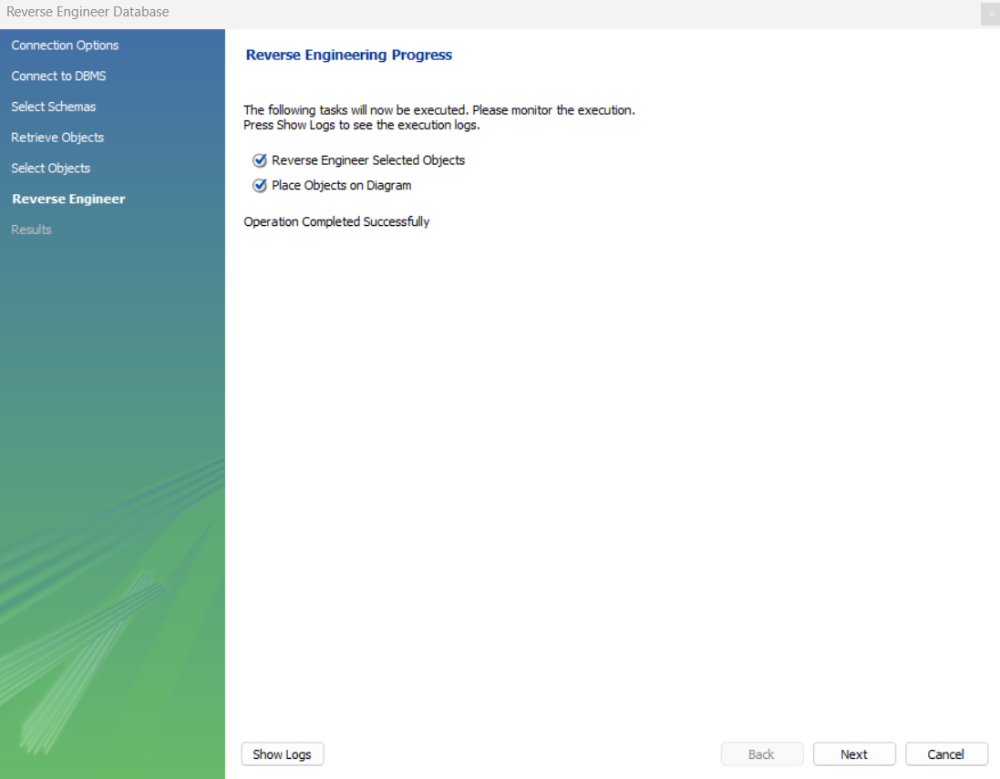 Reverse Engineer Database
Connection Options
Connect to DBMS
Select Schemas
Retrieve Objects
Select Objects
Reverse Engineer
Results
Reverse Engineering Progress
The following tasks will now be executed. Please monitor the execution.
Press Show Logs to see the execution logs.
Reverse Engineer Selected Objects
Place Objects on Diagram
Operation Completed Successfully
Show Logs
Back
Next
Cancel